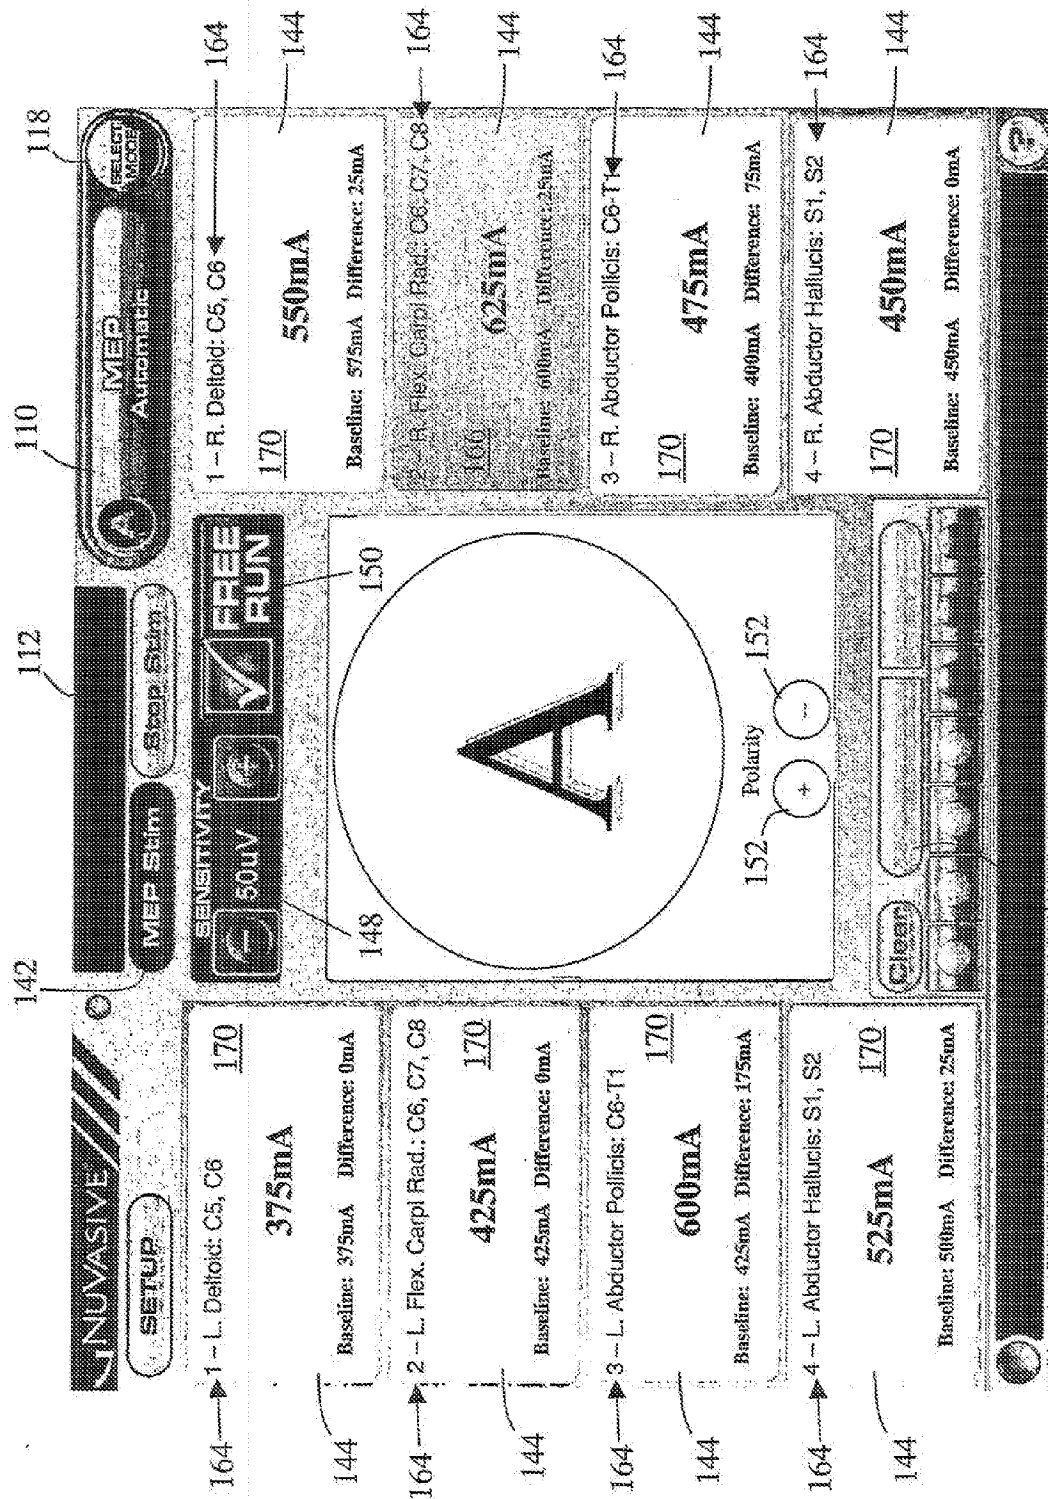 112
110
118
142
NUVASIVE
SETUP
MEP Stim
Stop Stim
A
MEP
Automatic
SELECT
MODE
SENSITIVITY
50uV
FREE
RUN
148
150
164
1 – L. Deltoid: C5, C6
170
375mA
Baseline: 375mA Difference: 0mA
144
164
2 – L. Flex. Carpi Rad.: C6, C7, C8
170
425mA
Baseline: 425mA Difference: 0mA
144
164
3 – L. Abductor Pollicis: C6-T1
170
600mA
Baseline: 425mA Difference: 175mA
144
164
4 – L. Abductor Hallucis: S1, S2
170
525mA
Baseline: 500mA Difference: 25mA
144
A
Polarity
152
+
--
152
Clear
1 – R. Deltoid: C5, C6
164
170
550mA
Baseline: 575mA Difference: 25mA
144
2 – R. Flex. Carpi Rad.: C6, C7, C8
164
166
625mA
Baseline: 600mA Difference: 25mA
144
3 – R. Abductor Pollicis: C6-T1
164
170
475mA
Baseline: 400mA Difference: 75mA
144
4 – R. Abductor Hallucis: S1, S2
164
170
450mA
Baseline: 450mA Difference: 0mA
144
?